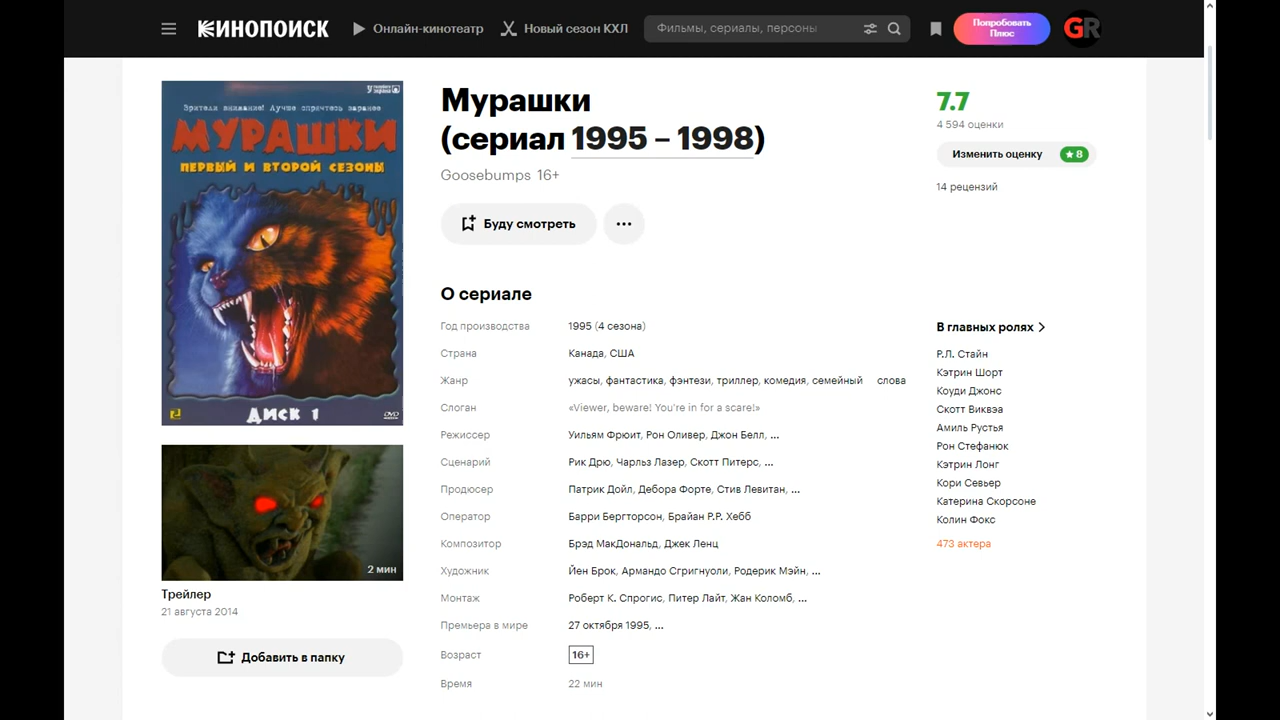 КИНОПОИСК
Онлайн-кинотеатр
Новый сезон КХЛ
Фильмы, сериалы, персоны
Попробовать
Плюс
GR
Зрители внимание! Лучше спрячтесь заранее
МУРАШКИ
ПЕРВЫЙ И ВТОРОЙ СЕЗОНЫ
ДИСК 1
DVD
Мурашки
(сериал 1995 – 1998)
Goosebumps 16+
Буду смотреть
...
7.7
4 594 оценки
Изменить оценку ★ 8
14 рецензий
О сериале
Год производства 1995 (4 сезона)
Страна Канада, США
Жанр ужасы, фантастика, фэнтези, триллер, комедия, семейный слова
Слоган «Viewer, beware! You're in for a scare!»
Режиссер Уильям Фрюит, Рон Оливер, Джон Белл, ...
Сценарий Рик Дрю, Чарльз Лазер, Скотт Питерс, ...
Продюсер Патрик Дойл, Дебора Форте, Стив Левитан, ...
Оператор Барри Бергторсон, Брайан Р.Р. Хебб
Композитор Брэд МакДональд, Джек Ленц
Художник Йен Брок, Армандо Сгригнуоли, Родерик Мэйн, ...
Монтаж Роберт К. Спрогис, Питер Лайт, Жан Коломб, ...
Премьера в мире 27 октября 1995, ...
Возраст 16+
Время 22 мин
В главных ролях
Р.Л. Стайн
Кэтрин Шорт
Коуди Джонс
Скотт Виквэа
Амиль Рустья
Рон Стефанюк
Кэтрин Лонг
Кори Севьер
Катерина Скорсоне
Колин Фокс
473 актера
2 мин
Трейлер
21 августа 2014
Добавить в папку